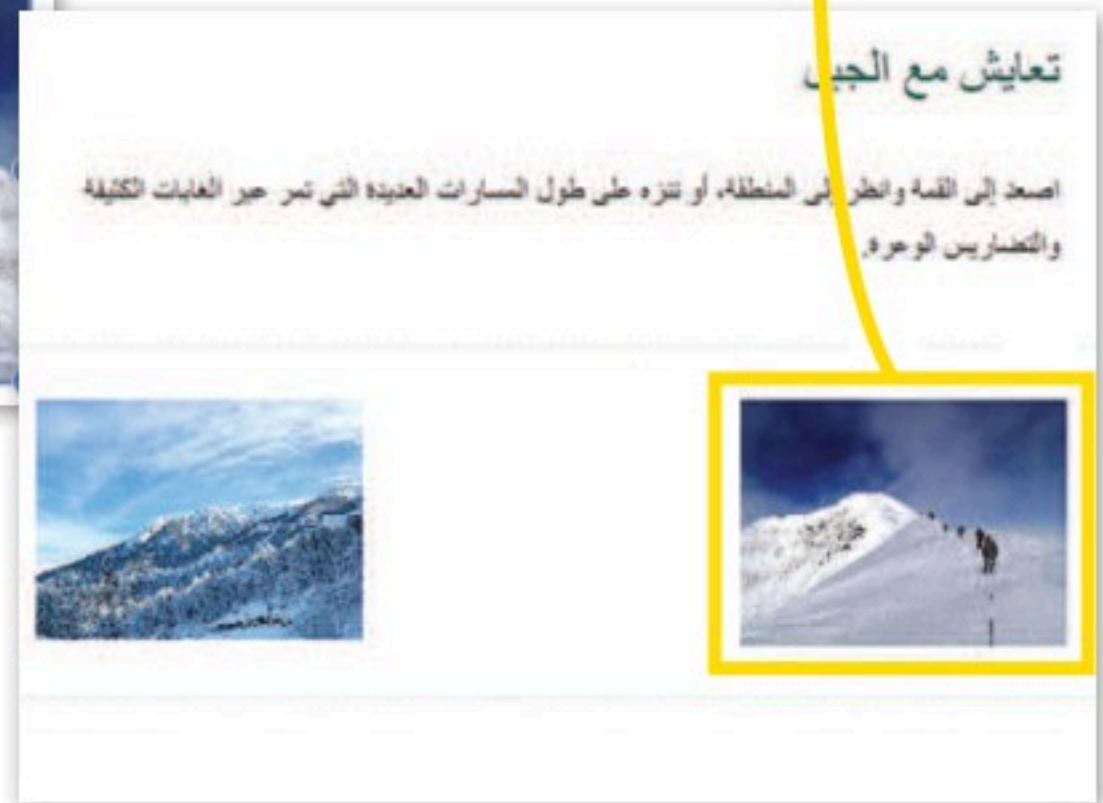 تعايش مع الجبل
اصعد إلى القمة وانظر إلى المنطقة، أو تنزه على طول المسارات العديدة التي تمر عبر الغابات الكثيفة
والتضاريس الوعرة.